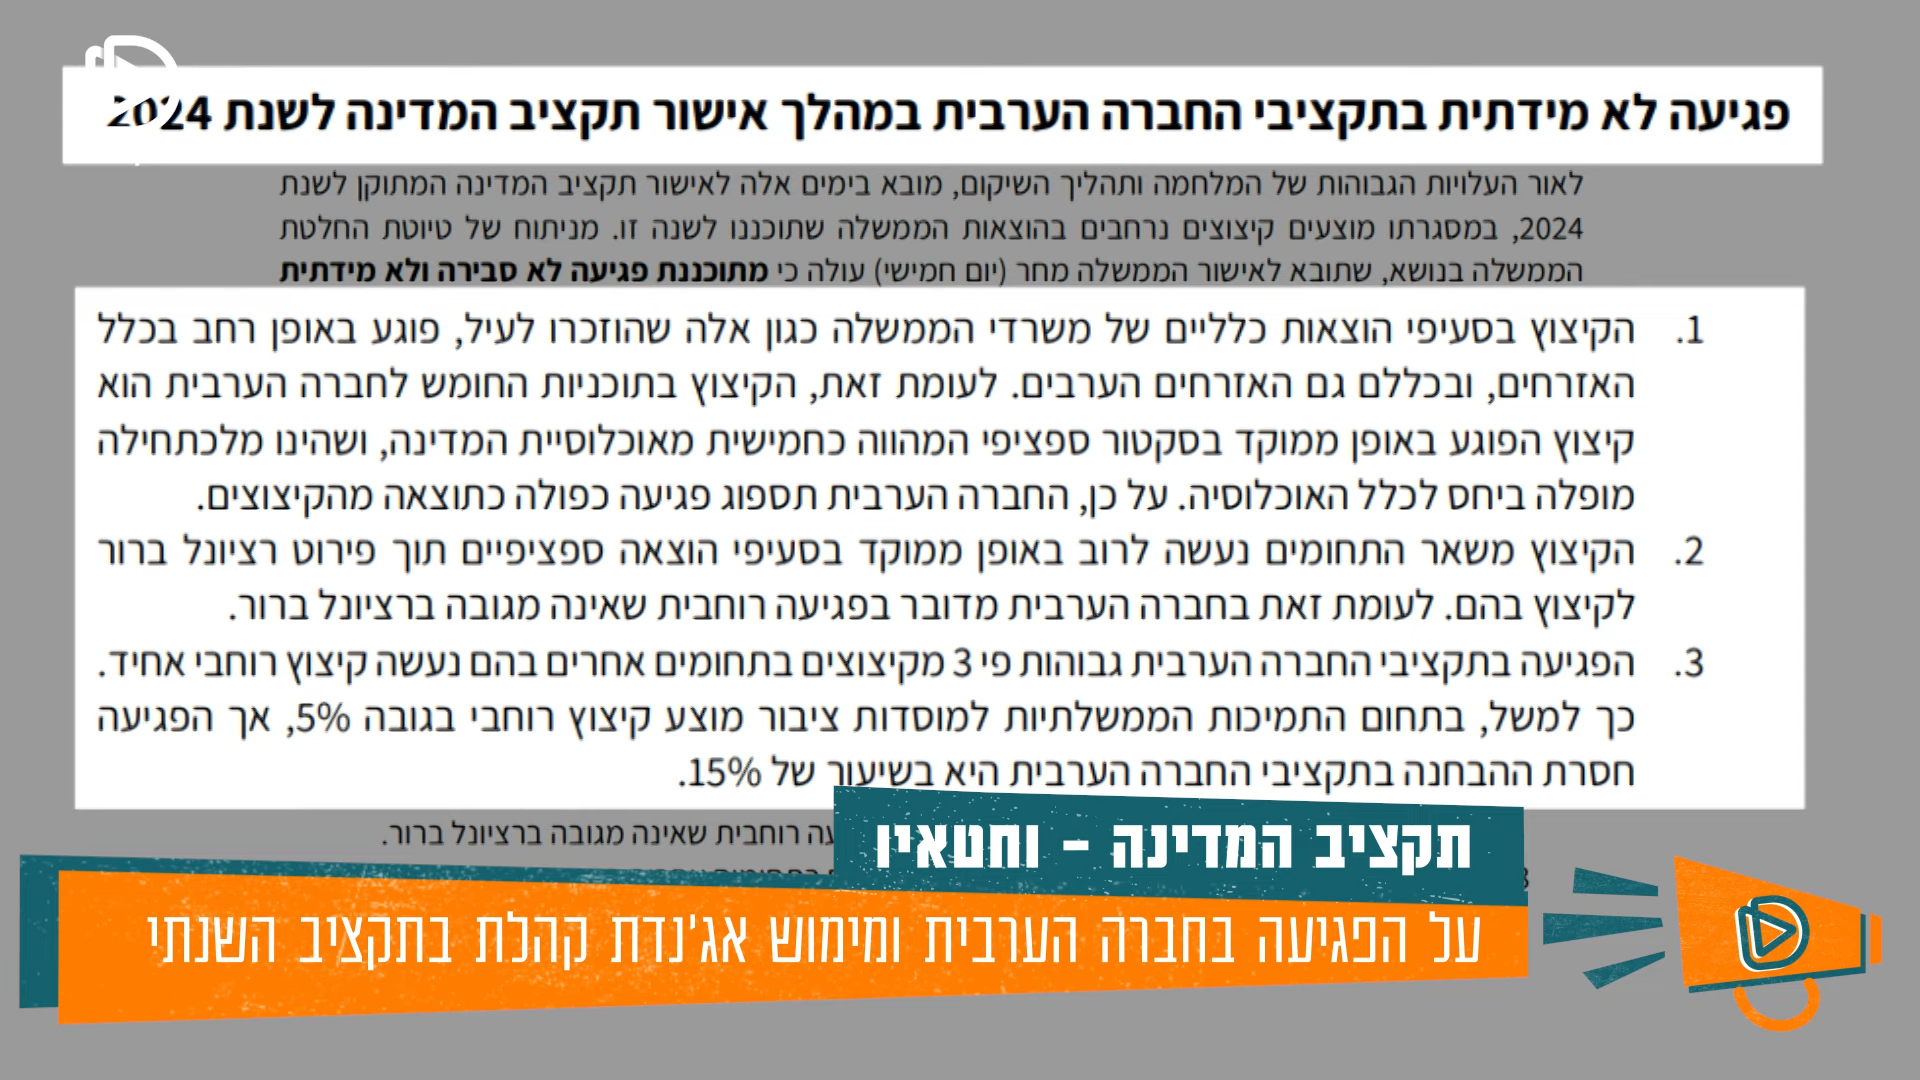 פגיעה לא מידתית בתקציבי החברה הערבית במהלך אישור תקציב המדינה לשנת 2024
לאור העלויות הגבוהות של המלחמה ותהליך השיקום, מובא בימים אלה לאישור תקציב המדינה המתוקן לשנת
2024, במסגרתו מוצעים קיצוצים נרחבים בהוצאות הממשלה שתוכננו לשנה זו. מניתוח של טיוטת החלטת
הממשלה בנושא, שתובא לאישור הממשלה מחר (יום חמישי) עולה כי מתוכננת פגיעה לא סבירה ולא מידתית
1. הקיצוץ בסעיפי הוצאות כלליים של משרדי הממשלה כגון אלה שהוזכרו לעיל, פוגע באופן רחב בכלל
האזרחים, ובכללם גם האזרחים הערבים. לעומת זאת, הקיצוץ בתוכניות החומש לחברה הערבית הוא
קיצוץ הפוגע באופן ממוקד בסקטור ספציפי המהווה כחמישית מאוכלוסיית המדינה, ושהינו מלכתחילה
מופלה ביחס לכלל האוכלוסיה. על כן, החברה הערבית תספוג פגיעה כפולה כתוצאה מהקיצוצים.
2. הקיצוץ משאר התחומים נעשה לרוב באופן ממוקד בסעיפי הוצאה ספציפיים תוך פירוט רציונל ברור
לקיצוץ בהם. לעומת זאת בחברה הערבית מדובר בפגיעה רוחבית שאינה מגובה ברציונל ברור.
3. הפגיעה בתקציבי החברה הערבית גבוהות פי 3 מקיצוצים בתחומים אחרים בהם נעשה קיצוץ רוחבי אחיד.
כך למשל, בתחום התמיכות הממשלתיות למוסדות ציבור מוצע קיצוץ רוחבי בגובה 5%, אך הפגיעה
חסרת ההבחנה בתקציבי החברה הערבית היא בשיעור של 15%.
רוחבית שאינה מגובה ברציונל ברור.
תקציב המדינה - וחטאיו
על הפגיעה בחברה הערבית ומימוש אג'נדת קהלת בתקציב השנתי